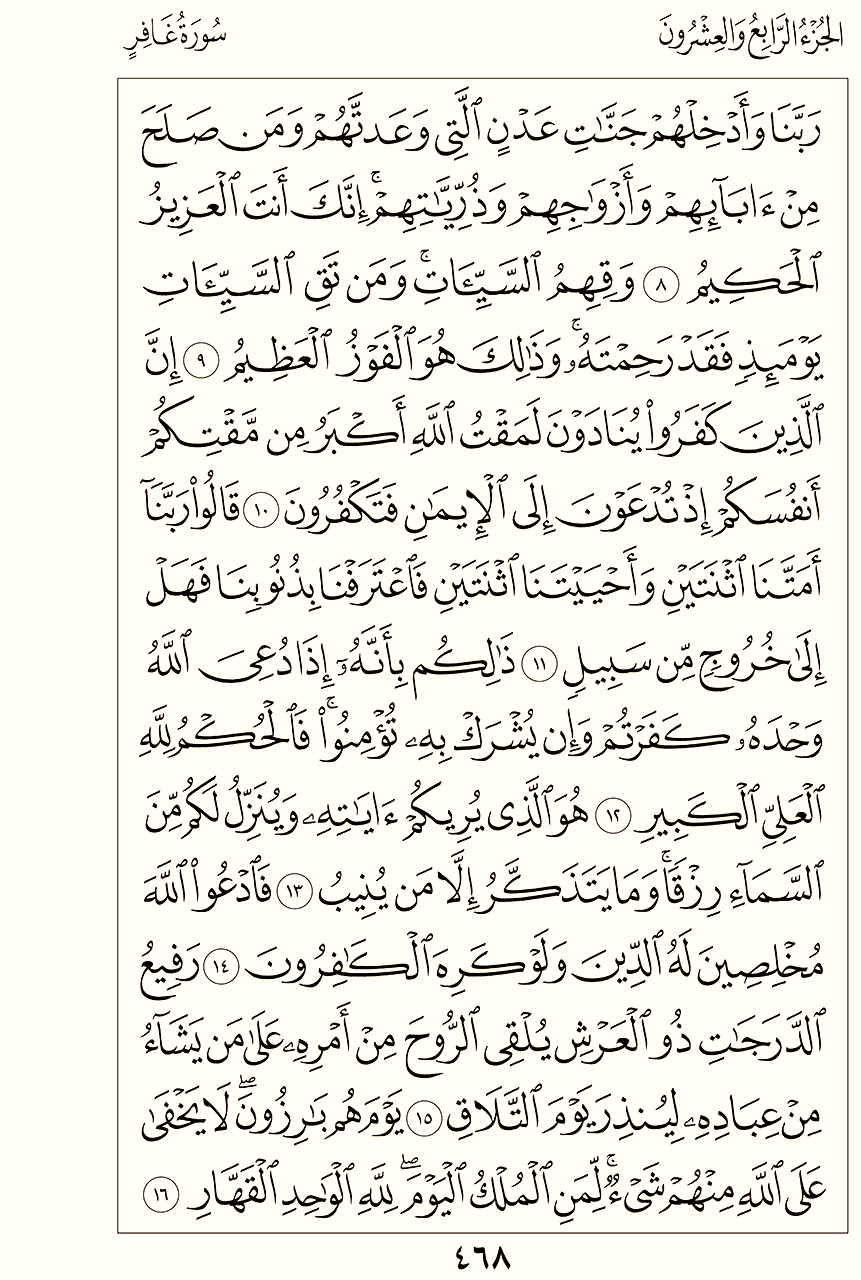 الجُزْءُ الرَّابِعُ وَالعِشْرُونَ
سُورَةُ غَافِرٍ
رَبَّنَا وَأَدۡخِلۡهُمۡ جَنَّٰتِ عَدۡنٍ ٱلَّتِي وَعَدتَّهُمۡ وَمَن صَلَحَ
مِنۡ ءَابَآئِهِمۡ وَأَزۡوَٰجِهِمۡ وَذُرِّيَّٰتِهِمۡۚ إِنَّكَ أَنتَ ٱلۡعَزِيزُ
ٱلۡحَكِيمُ ٨ وَقِهِمُ ٱلسَّيِّـَٔاتِۚ وَمَن تَقِ ٱلسَّيِّـَٔاتِ
يَوۡمَئِذٖ فَقَدۡ رَحِمۡتَهُۥۚ وَذَٰلِكَ هُوَ ٱلۡفَوۡزُ ٱلۡعَظِيمُ ٩ إِنَّ
ٱلَّذِينَ كَفَرُواْ يُنَادَوۡنَ لَمَقۡتُ ٱللَّهِ أَكۡبَرُ مِن مَّقۡتِكُمۡ
أَنفُسَكُمۡ إِذۡ تُدۡعَوۡنَ إِلَى ٱلۡإِيمَٰنِ فَتَكۡفُرُونَ ١٠ قَالُواْ رَبَّنَآ
أَمَتَّنَا ٱثۡنَتَيۡنِ وَأَحۡيَيۡتَنَا ٱثۡنَتَيۡنِ فَٱعۡتَرَفۡنَا بِذُنُوبِنَا فَهَلۡ
إِلَىٰ خُرُوجٖ مِّن سَبِيلٖ ١١ ذَٰلِكُم بِأَنَّهُۥٓ إِذَا دُعِيَ ٱللَّهُ
وَحۡدَهُۥ كَفَرۡتُمۡ وَإِن يُشۡرَكۡ بِهِۦ تُؤۡمِنُواْۚ فَٱلۡحُكۡمُ لِلَّهِ
ٱلۡعَلِيِّ ٱلۡكَبِيرِ ١٢ هُوَ ٱلَّذِي يُرِيكُمۡ ءَايَٰتِهِۦ وَيُنَزِّلُ لَكُم مِّنَ
ٱلسَّمَآءِ رِزۡقٗاۚ وَمَا يَتَذَكَّرُ إِلَّا مَن يُنِيبُ ١٣ فَٱدۡعُواْ ٱللَّهَ
مُخۡلِصِينَ لَهُ ٱلدِّينَ وَلَوۡ كَرِهَ ٱلۡكَٰفِرُونَ ١٤ رَفِيعُ
ٱلدَّرَجَٰتِ ذُو ٱلۡعَرۡشِ يُلۡقِي ٱلرُّوحَ مِنۡ أَمۡرِهِۦ عَلَىٰ مَن يَشَآءُ
مِنۡ عِبَادِهِۦ لِيُنذِرَ يَوۡمَ ٱلتَّلَاقِ ١٥ يَوۡمَ هُم بَٰرِزُونَۖ لَا يَخۡفَىٰ
عَلَى ٱللَّهِ مِنۡهُمۡ شَيۡءٞۚ لِّمَنِ ٱلۡمُلۡكُ ٱلۡيَوۡمَۖ لِلَّهِ ٱلۡوَٰحِدِ ٱلۡقَهَّارِ ١٦
٤٦٨